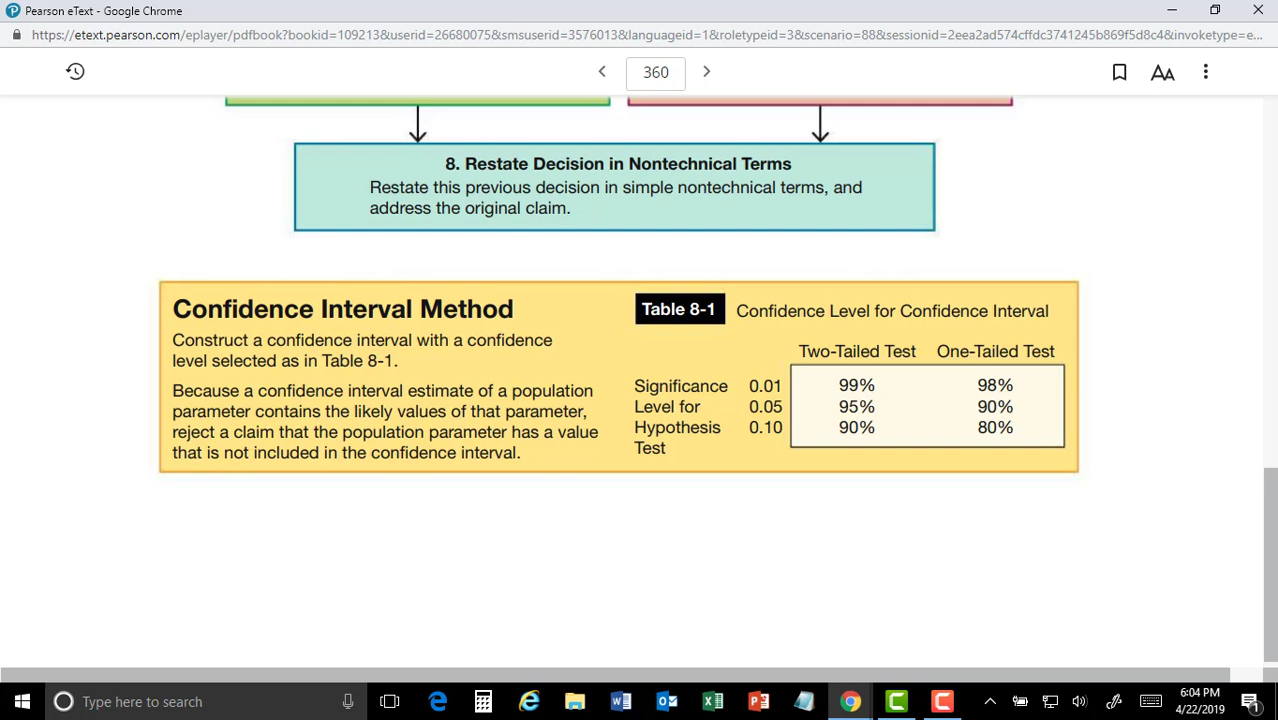 Pearson eText - Google Chrome
https://etext.pearson.com/eplayer/pdfbook?bookid=109213&userid=26680075&smsuserid=3576013&languageid=1&roletypeid=3&scenario=88&sessionid=2eea2ad574cffdc3741245b869f5d8c4&invoketype=e...
360
AA
8. Restate Decision in Nontechnical Terms
Restate this previous decision in simple nontechnical terms, and
address the original claim.
Confidence Interval Method
Construct a confidence interval with a confidence
level selected as in Table 8-1.
Because a confidence interval estimate of a population
parameter contains the likely values of that parameter,
reject a claim that the population parameter has a value
that is not included in the confidence interval.
Table 8-1 Confidence Level for Confidence Interval
Two-Tailed Test One-Tailed Test
Significance 0.01 99% 98%
Level for 0.05 95% 90%
Hypothesis 0.10 90% 80%
Test
Type here to search
6:04 PM
4/22/2019
1